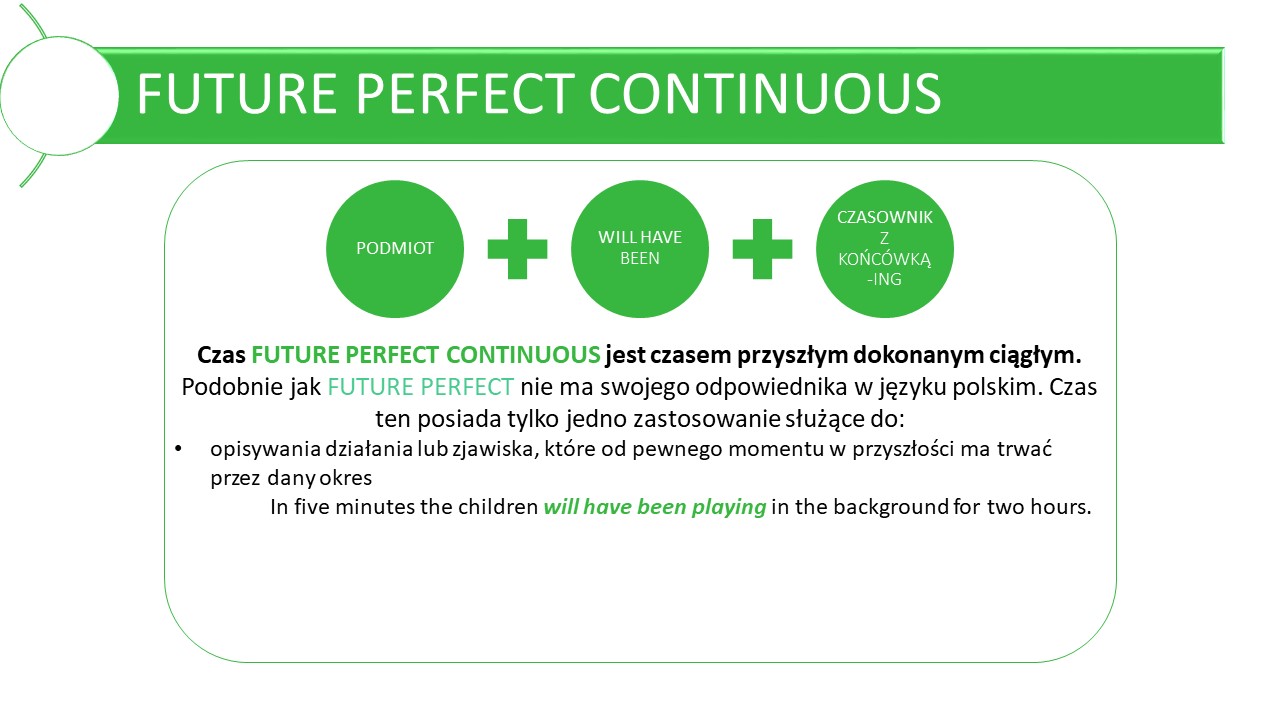 FUTURE PERFECT CONTINUOUS
PODMIOT
WILL HAVE
BEEN
CZASOWNIK
Z
KOŃCÓWKĄ
-ING
Czas FUTURE PERFECT CONTINUOUS jest czasem przyszłym dokonanym ciągłym.
Podobnie jak FUTURE PERFECT nie ma swojego odpowiednika w języku polskim. Czas
ten posiada tylko jedno zastosowanie służące do:
• opisywania działania lub zjawiska, które od pewnego momentu w przyszłości ma trwać
przez dany okres
In five minutes the children will have been playing in the background for two hours.